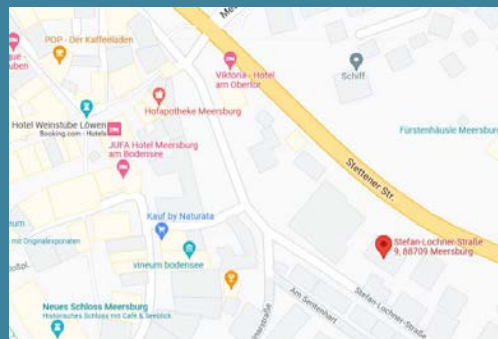 POP - Der Kaffeeladen
Viktoria - Hotel
am Obertor
Schiff
Hofapotheke Meersburg
Fürstenhäusle Meersburg
Hotel Weinstube Löwen
Booking.com - Hotels
JUFA Hotel Meersburg
am Bodensee
Stettener Str.
Kauf by Naturata
mit Originalexponaten
vineum bodensee
Stefan-Lochner-Straße
9, 88709 Meersburg
Am Sentenhart
Stefan-Lochner-Straße
Neues Schloss Meersburg
Historisches Schloss mit Café & Seeblick